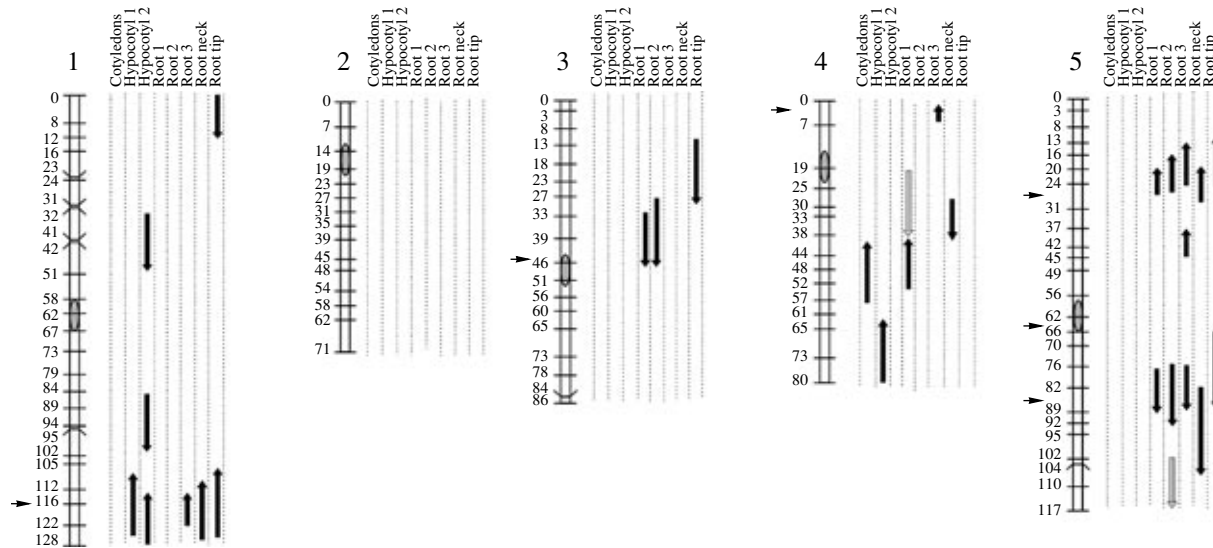 1
Cotyledons
Hypocotyl 1
Hypocotyl 2
Root 1
Root 2
Root 3
Root neck
Root tip
0
8
12
16
23
24
31
32
41
42
51
58
62
67
73
79
84
89
94
95
102
105
112
116
122
128
2
Cotyledons
Hypocotyl 1
Hypocotyl 2
Root 1
Root 2
Root 3
Root neck
Root tip
0
7
14
19
23
27
31
35
39
45
48
54
58
62
71
3
Cotyledons
Hypocotyl 1
Hypocotyl 2
Root 1
Root 2
Root 3
Root neck
Root tip
0
3
8
13
18
23
27
33
39
46
51
56
60
65
73
78
84
86
4
Cotyledons
Hypocotyl 1
Hypocotyl 2
Root 1
Root 2
Root 3
Root neck
Root tip
0
7
19
25
30
33
38
44
48
52
57
61
65
73
80
5
Cotyledons
Hypocotyl 1
Hypocotyl 2
Root 1
Root 2
Root 3
Root neck
Root tip
0
3
9
13
16
20
24
31
37
42
45
49
56
62
66
70
76
82
89
92
95
102
104
110
117